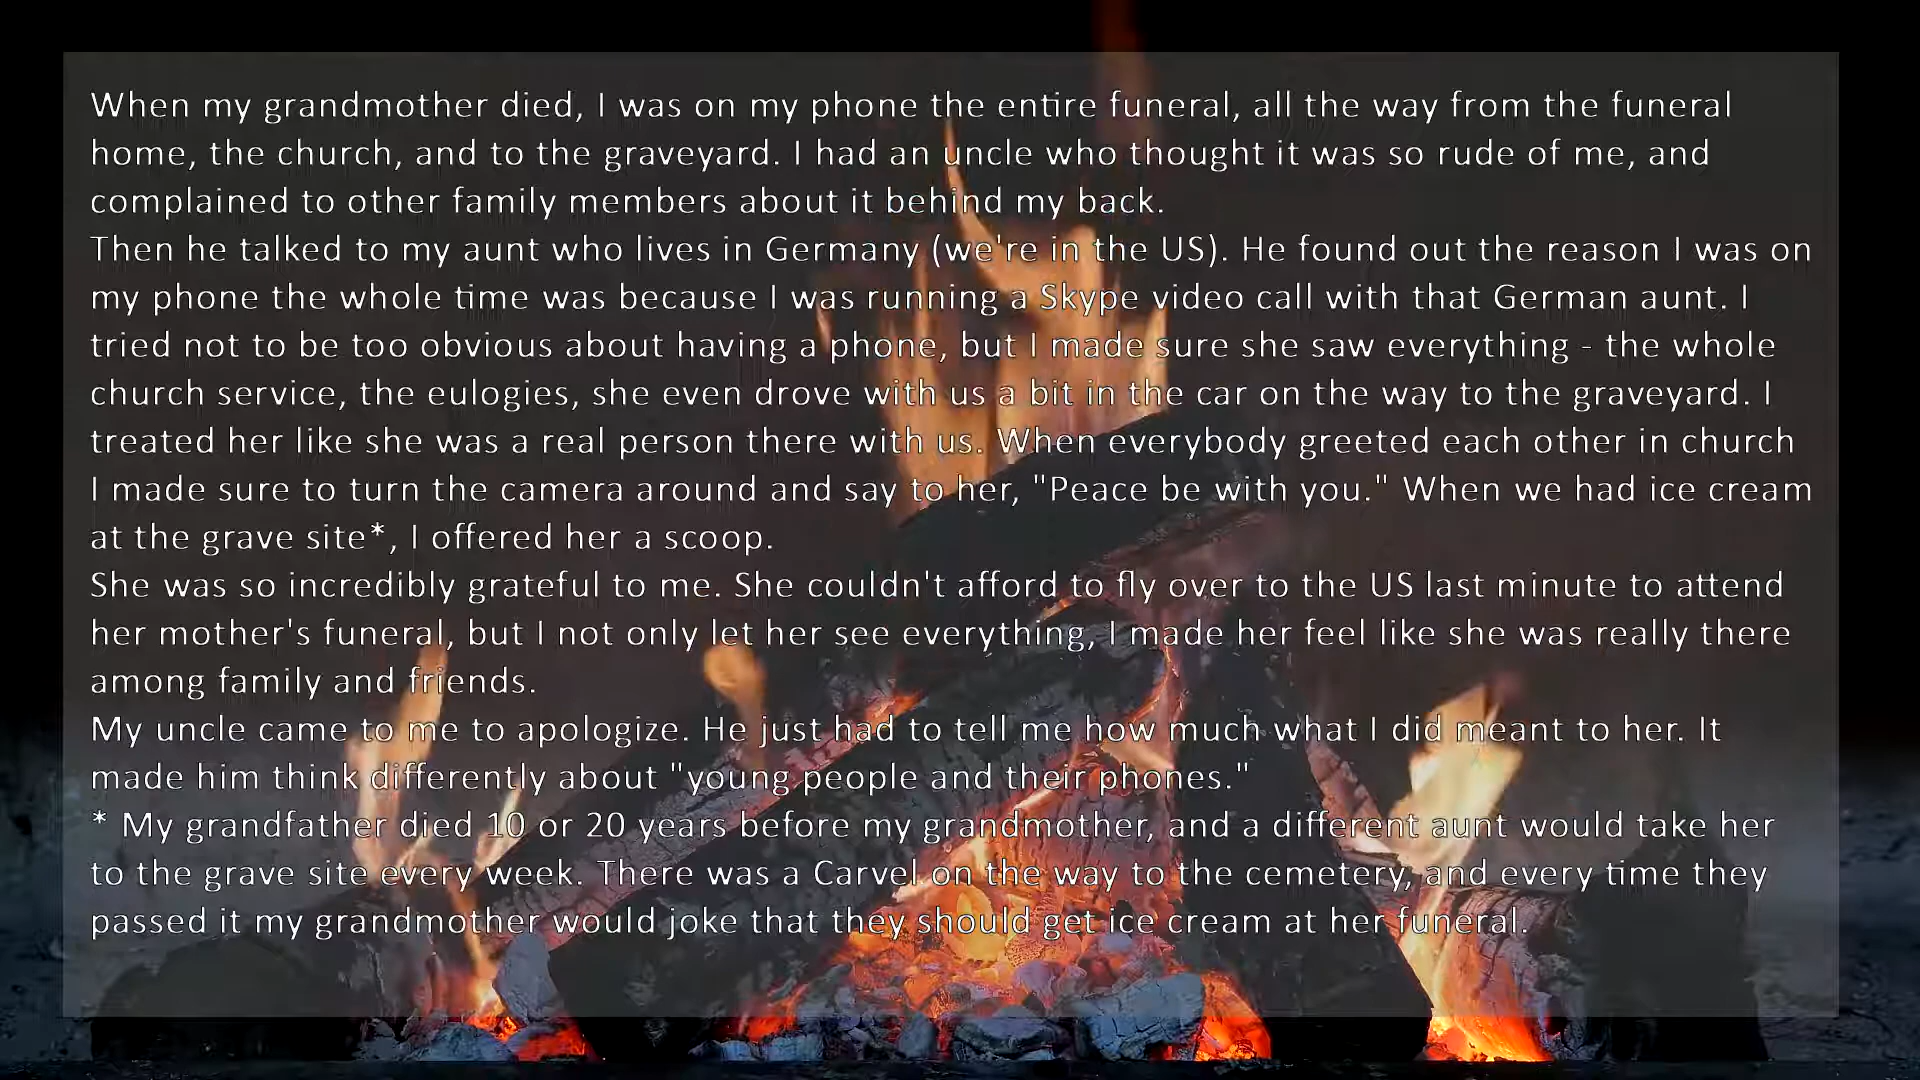 When my grandmother died, I was on my phone the entire funeral, all the way from the funeral
home, the church, and to the graveyard. I had an uncle who thought it was so rude of me, and
complained to other family members about it behind my back.
Then he talked to my aunt who lives in Germany (we're in the US). He found out the reason I was on
my phone the whole time was because I was running a Skype video call with that German aunt. I
tried not to be too obvious about having a phone, but I made sure she saw everything - the whole
church service, the eulogies, she even drove with us a bit in the car on the way to the graveyard. I
treated her like she was a real person there with us. When everybody greeted each other in church
I made sure to turn the camera around and say to her, "Peace be with you." When we had ice cream
at the grave site*, I offered her a scoop.
She was so incredibly grateful to me. She couldn't afford to fly over to the US last minute to attend
her mother's funeral, but I not only let her see everything, I made her feel like she was really there
among family and friends.
My uncle came to me to apologize. He just had to tell me how much what I did meant to her. It
made him think differently about "young people and their phones."
* My grandfather died 10 or 20 years before my grandmother, and a different aunt would take her
to the grave site every week. There was a Carvel on the way to the cemetery, and every time they
passed it my grandmother would joke that they should get ice cream at her funeral.